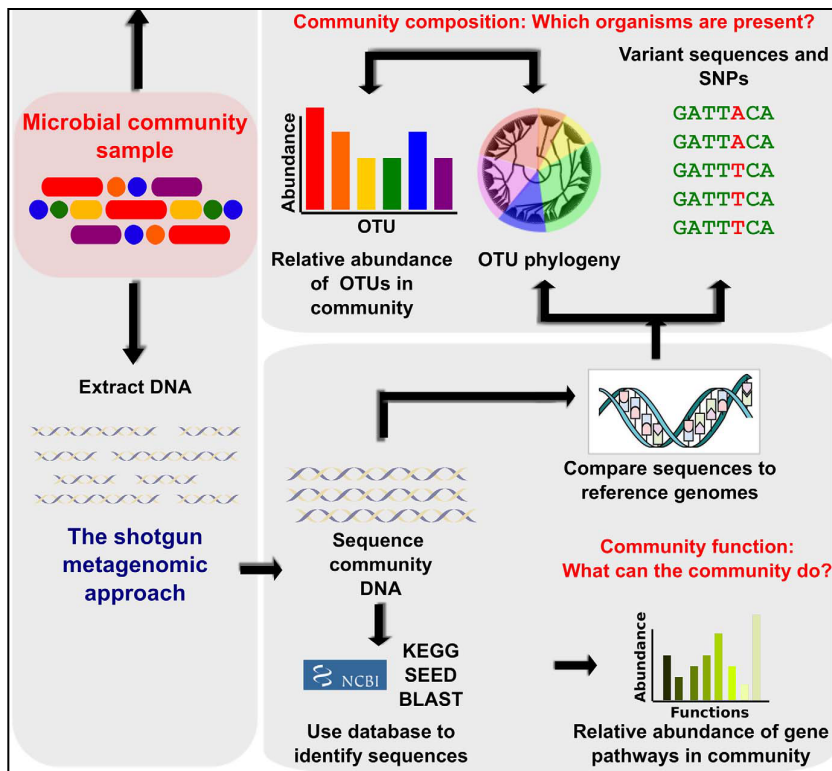 Community composition: Which organisms are present?
Microbial community
sample
Variant sequences and
SNPs
GATTACA
GATTACA
GATTTCA
GATTTCA
GATTTCA
Abundance
OTU
Relative abundance
of OTUs in
community
OTU phylogeny
Extract DNA
The shotgun
metagenomic
approach
Sequence
community
DNA
Compare sequences to
reference genomes
NCBI
KEGG
SEED
BLAST
Use database to
identify sequences
Community function:
What can the community do?
Abundance
Functions
Relative abundance of gene
pathways in community